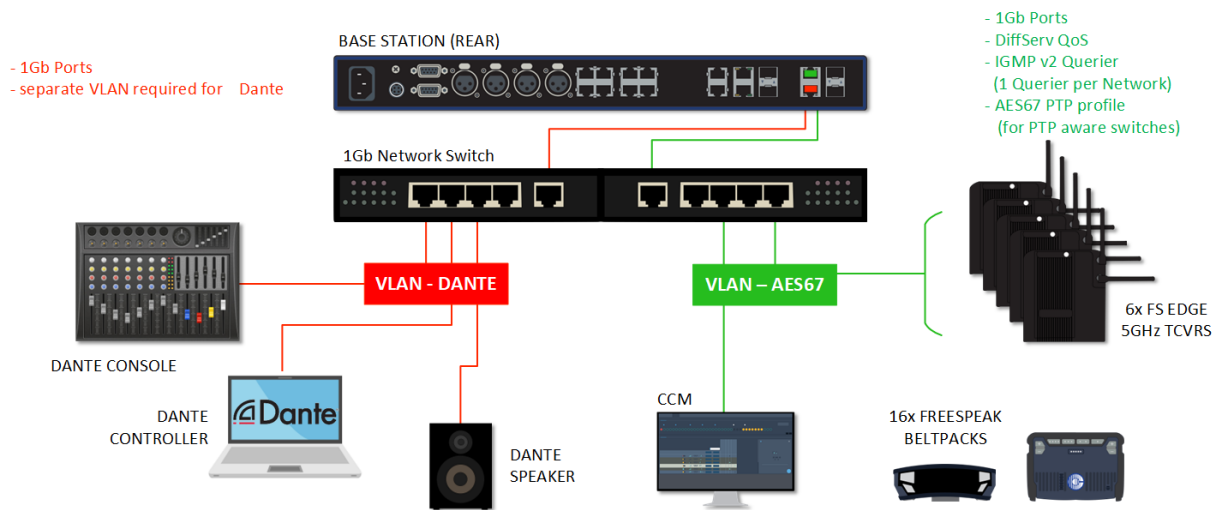 - 1Gb Ports
- separate VLAN required for Dante
BASE STATION (REAR)
- 1Gb Ports
- DiffServ QoS
- IGMP v2 Querier
(1 Querier per Network)
- AES67 PTP profile
(for PTP aware switches)
1Gb Network Switch
VLAN - DANTE
VLAN – AES67
6x FS EDGE
5GHz TCVRS
DANTE CONSOLE
Dante
DANTE
CONTROLLER
DANTE
SPEAKER
CCM
16x FREESPEAK
BELTPACKS